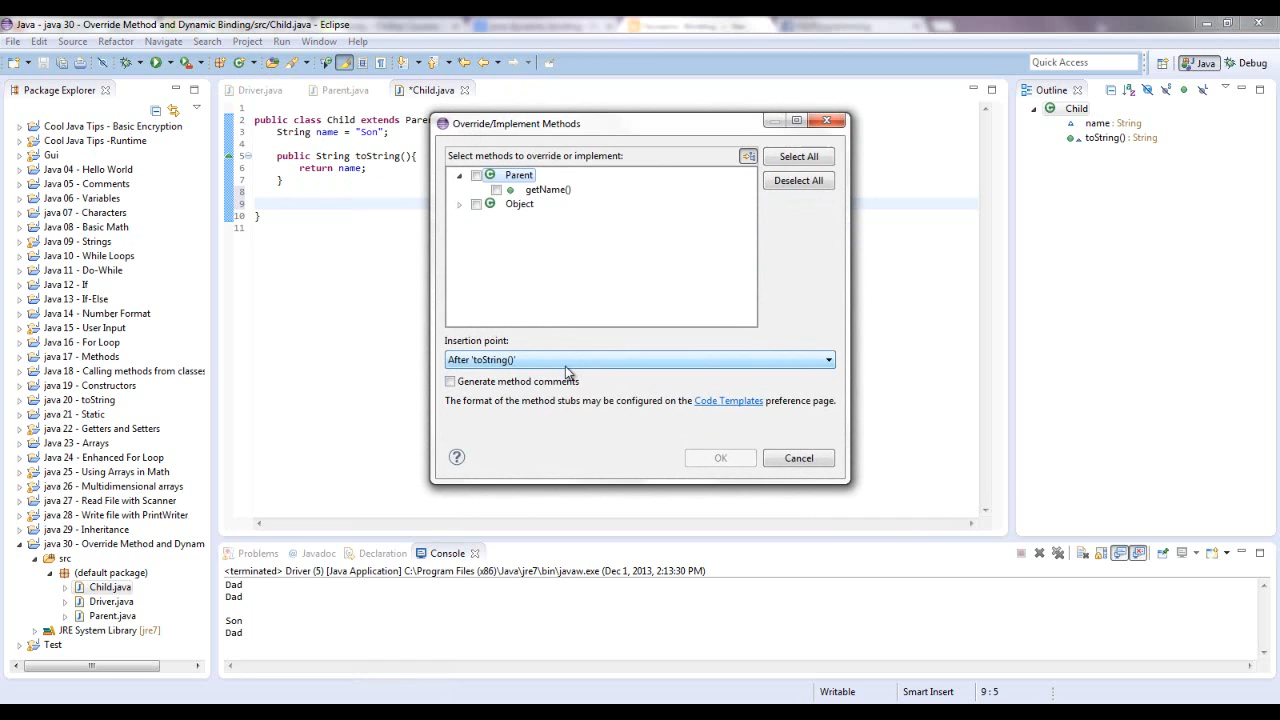 Java - java 30 - Override Method and Dynamic Binding/src/Child.java - Eclipse
File Edit Source Refactor Navigate Search Project Run Window Help
Quick Access
Java
Debug
Package Explorer
Cool Java Tips - Basic Encryption
Cool Java Tips -Runtime
Gui
Java 04 - Hello World
Java 05 - Comments
Java 06 - Variables
java 07 - Characters
Java 08 - Basic Math
Java 09 - Strings
Java 10 - While Loops
Java 11 - Do-While
Java 12 - If
Java 13 - If-Else
Java 14 - Number Format
Java 15 - User Input
Java 16 - For Loop
java 17 - Methods
Java 18 - Calling methods from classes
java 19 - Constructors
java 20 - toString
java 21 - Static
java 22 - Getters and Setters
Java 23 - Arrays
Java 24 - Enhanced For Loop
java 25 - Using Arrays in Math
java 26 - Multidimensional arrays
java 27 - Read File with Scanner
java 28 - Write file with PrintWriter
java 29 - Inheritance
java 30 - Override Method and Dynam
src
(default package)
Child.java
Driver.java
Parent.java
JRE System Library [jre7]
Test
Driver.java
Parent.java
*Child.java
1
2 public class Child extends Pare
3 String name = "Son";
4
5 public String toString(){
6 return name;
7 }
8
9
10 }
11
Override/Implement Methods
Select methods to override or implement:
Parent
getName()
Object
Select All
Deselect All
Insertion point:
After 'toString()'
Generate method comments
The format of the method stubs may be configured on the Code Templates preference page.
OK
Cancel
Outline
Child
name : String
toString() : String
Problems
Javadoc
Declaration
Console
<terminated> Driver (5) [Java Application] C:\Program Files (x86)\Java\jre7\bin\javaw.exe (Dec 1, 2013, 2:13:30 PM)
Dad
Dad
Son
Dad
Writable
Smart Insert
9 : 5